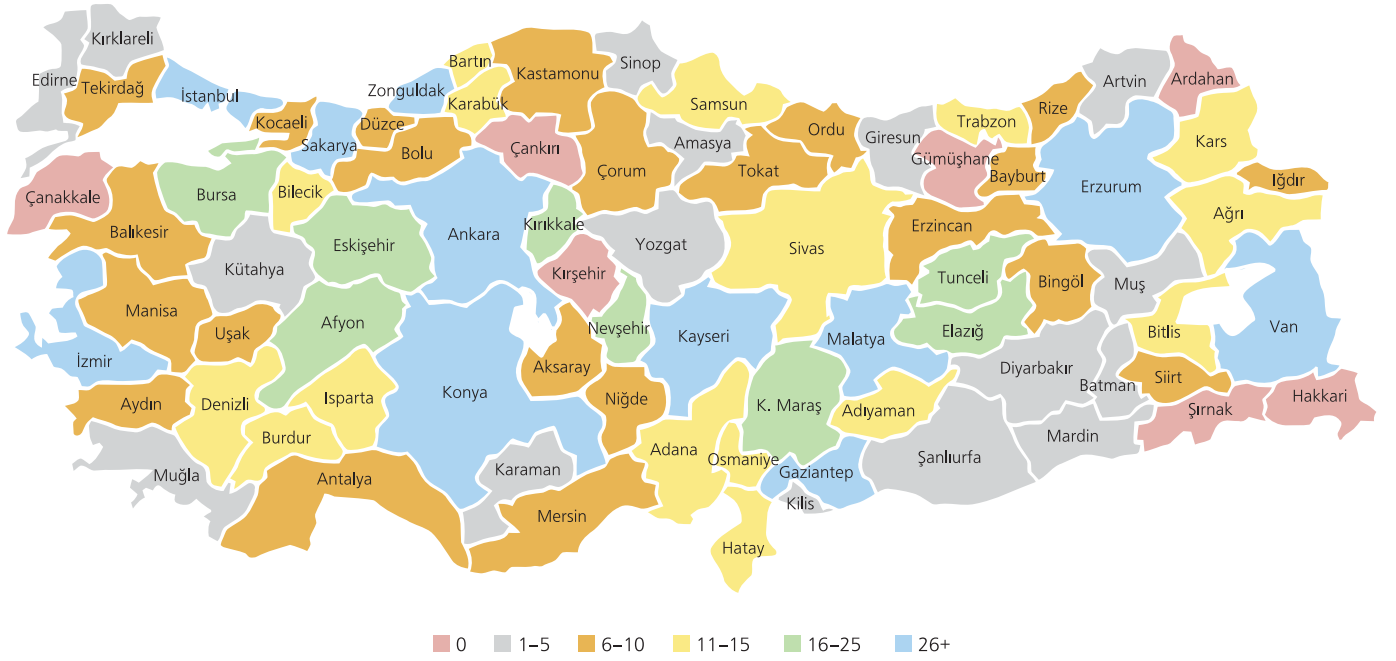 Kırklareli
Edirne
Tekirdağ
İstanbul
Kocaeli
Sakarya
Düzce
Zonguldak
Bartın
Karabük
Kastamonu
Sinop
Samsun
Bolu
Çankırı
Çorum
Amasya
Tokat
Ordu
Giresun
Gümüşhane
Trabzon
Bayburt
Rize
Artvin
Ardahan
Kars
Iğdır
Erzurum
Ağrı
Çanakkale
Balıkesir
Bursa
Bilecik
Eskişehir
Kütahya
Ankara
Kırıkkale
Kırşehir
Yozgat
Sivas
Erzincan
Tunceli
Bingöl
Muş
Elazığ
Bitlis
Van
Manisa
Uşak
Afyon
İzmir
Aydın
Denizli
Isparta
Burdur
Konya
Aksaray
Nevşehir
Niğde
Kayseri
Malatya
K. Maraş
Adıyaman
Diyarbakır
Batman
Siirt
Şırnak
Hakkari
Mardin
Şanlıurfa
Gaziantep
Kilis
Osmaniye
Adana
Hatay
Mersin
Karaman
Antalya
Muğla
0
1–5
6–10
11–15
16–25
26+